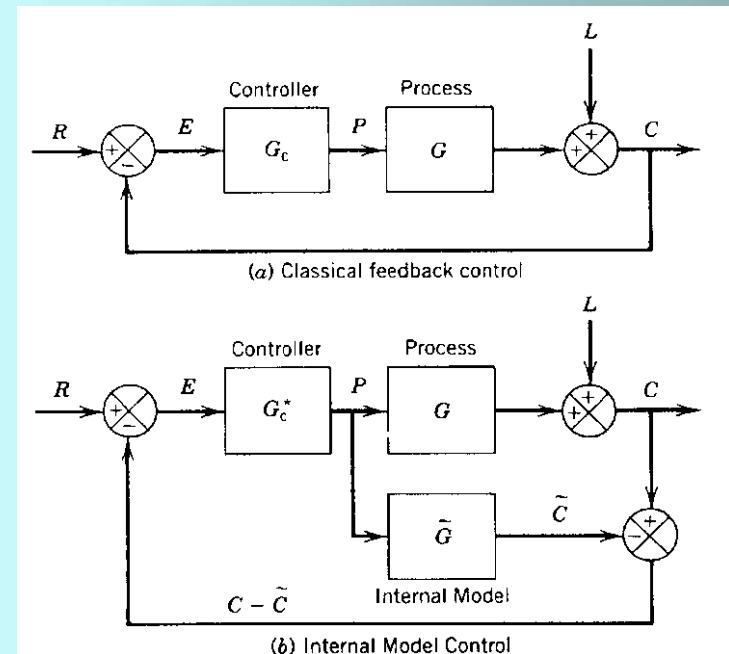 L
Controller Process
R E G_c P G C
+ − + +
(a) Classical feedback control
L
Controller Process
R E G_c^* P G C
+ − + +
G̃ C̃ − +
C − C̃ Internal Model
(b) Internal Model Control